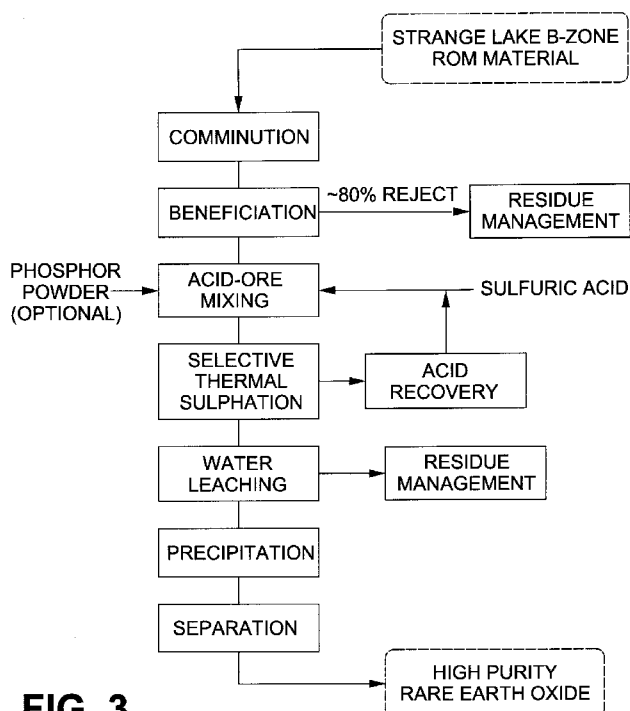 STRANGE LAKE B-ZONE
ROM MATERIAL
COMMINUTION
BENEFICIATION
~80% REJECT
RESIDUE
MANAGEMENT
PHOSPHOR
POWDER
(OPTIONAL)
ACID-ORE
MIXING
SULFURIC ACID
SELECTIVE
THERMAL
SULPHATION
ACID
RECOVERY
WATER
LEACHING
RESIDUE
MANAGEMENT
PRECIPITATION
SEPARATION
HIGH PURITY
RARE EARTH OXIDE
FIG. 3